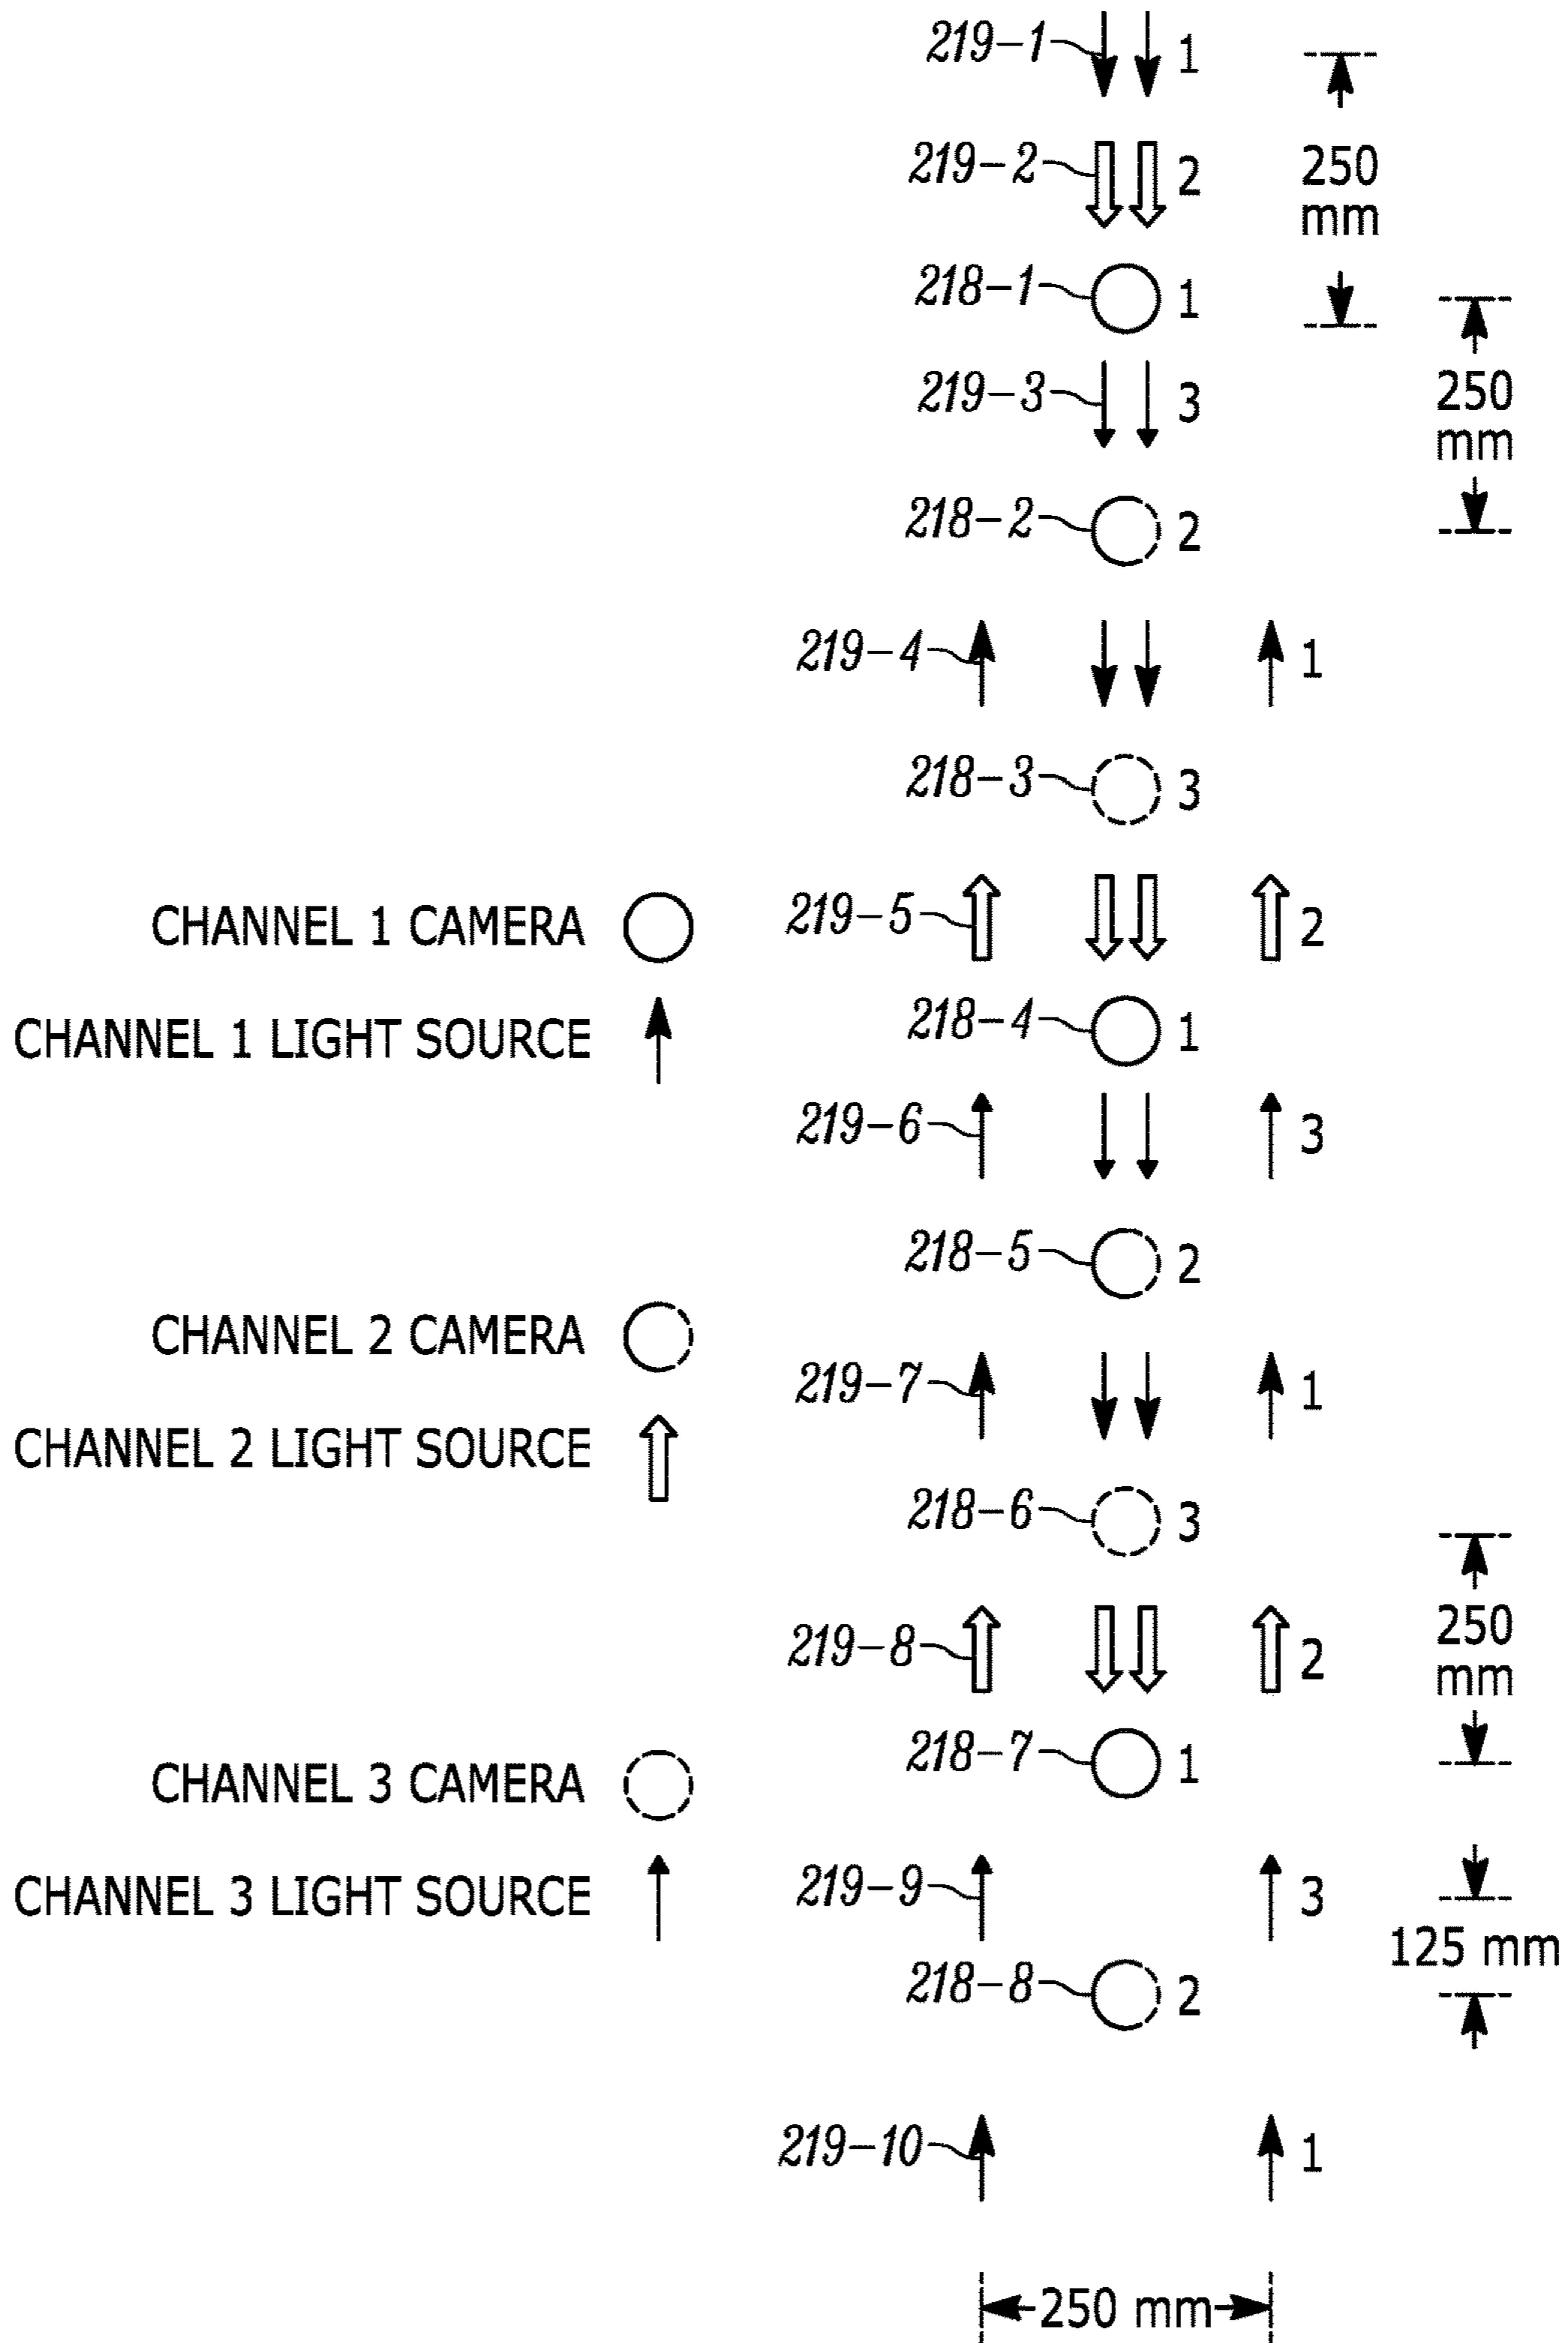 219-1 1
250 mm
219-2 2
218-1 1
250 mm
219-3 3
218-2 2
219-4 1
218-3 3
219-5 2
CHANNEL 1 CAMERA
218-4 1
CHANNEL 1 LIGHT SOURCE
219-6 3
218-5 2
CHANNEL 2 CAMERA
219-7 1
CHANNEL 2 LIGHT SOURCE
218-6 3
250 mm
219-8 2
218-7 1
CHANNEL 3 CAMERA
219-9 3
CHANNEL 3 LIGHT SOURCE
125 mm
218-8 2
219-10 1
250 mm